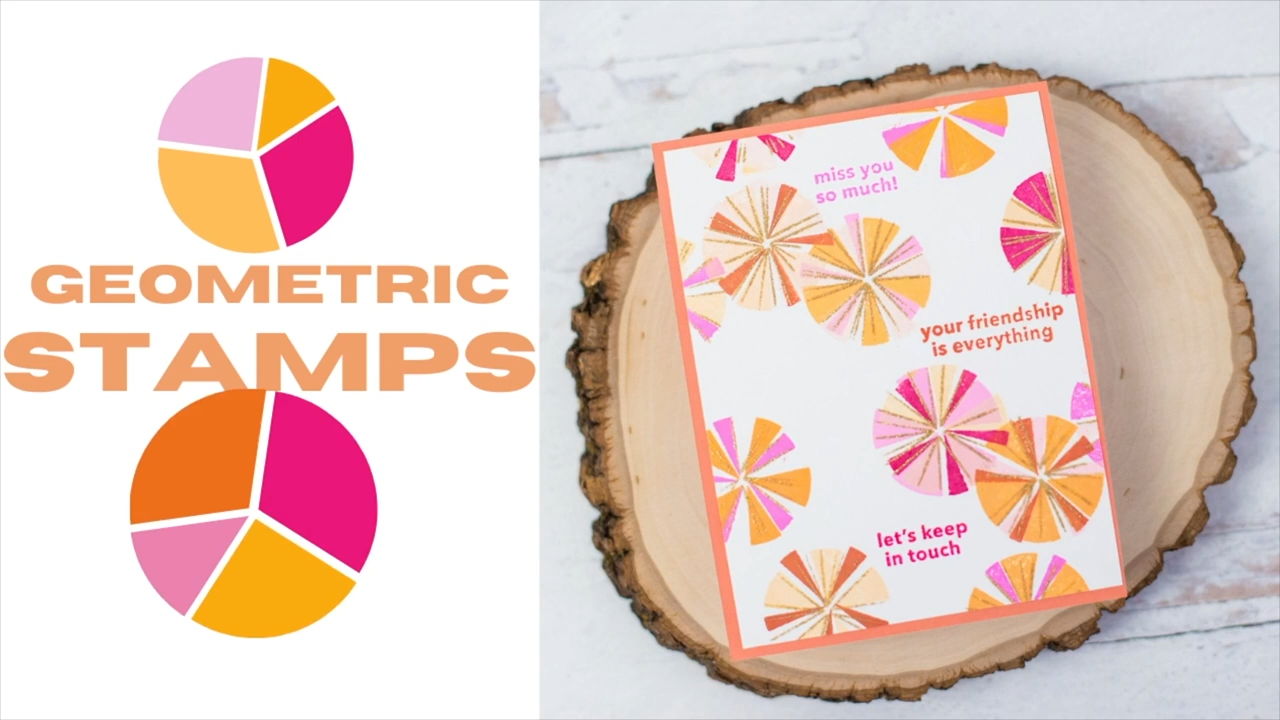 GEOMETRIC
STAMPS
miss you
so much!
your friendship
is everything
let's keep
in touch